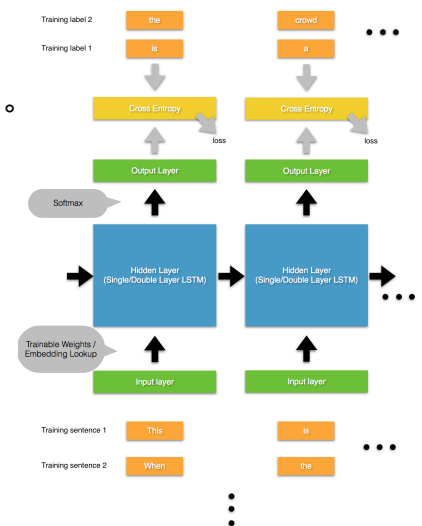 Training label 2 the crowd
Training label 1 is a
Cross Entropy Cross Entropy
loss loss
Output Layer Output Layer
Softmax
Hidden Layer Hidden Layer
(Single/Double Layer LSTM) (Single/Double Layer LSTM)
Trainable Weights /
Embedding Lookup
Input layer Input layer
Training sentence 1 This is
Training sentence 2 When the